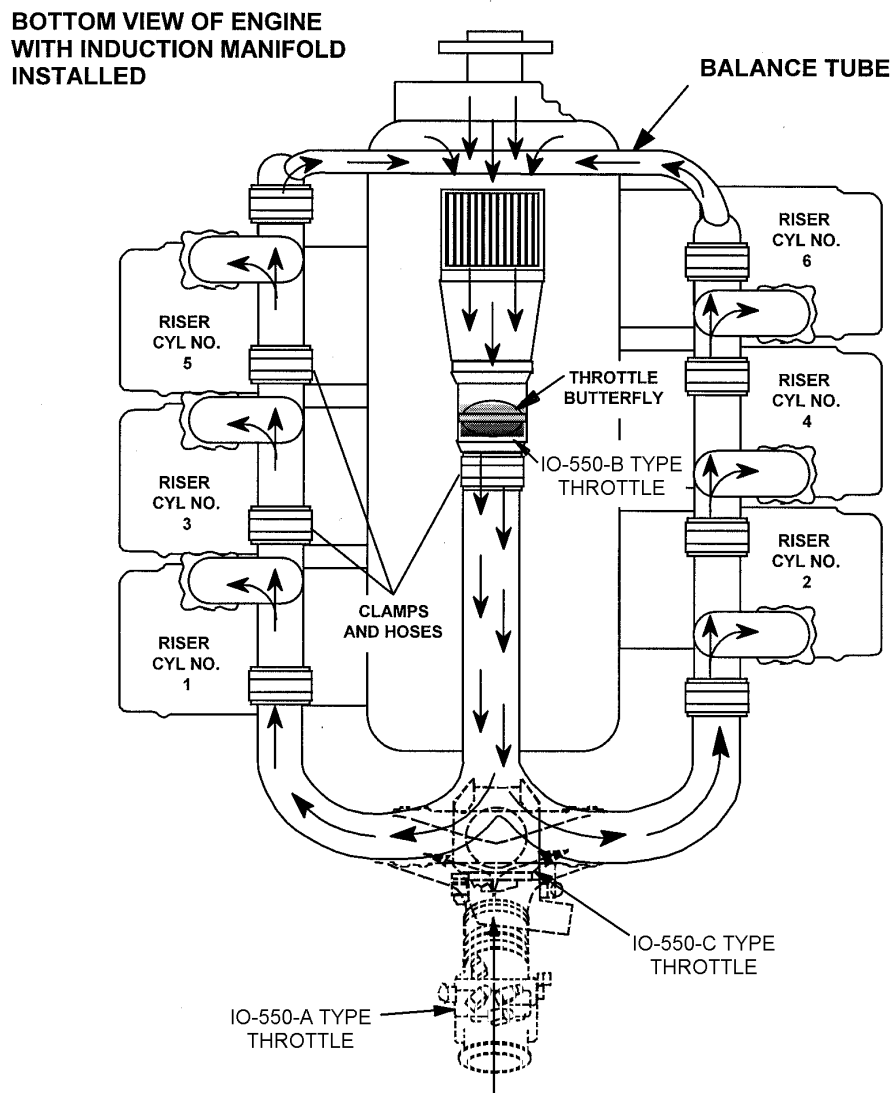 BOTTOM VIEW OF ENGINE
WITH INDUCTION MANIFOLD
INSTALLED
BALANCE TUBE
RISER
CYL NO.
6
RISER
CYL NO.
5
THROTTLE
BUTTERFLY
RISER
CYL NO.
4
IO-550-B TYPE
THROTTLE
RISER
CYL NO.
3
RISER
CYL NO.
2
CLAMPS
AND HOSES
RISER
CYL NO.
1
IO-550-C TYPE
THROTTLE
IO-550-A TYPE
THROTTLE